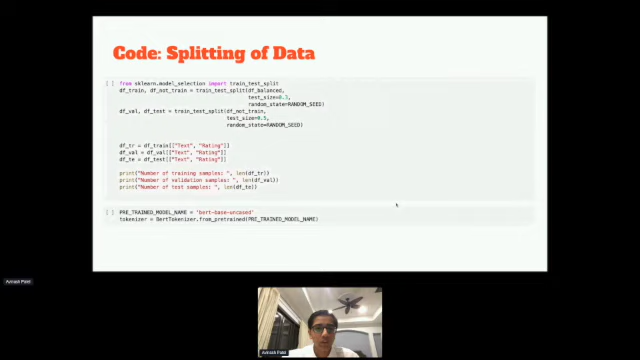 Code: Splitting of Data
[ ] from sklearn.model_selection import train_test_split
df_train, df_not_train = train_test_split(df_balanced,
test_size=0.3,
random_state=RANDOM_SEED)
df_val, df_test = train_test_split(df_not_train,
test_size=0.5,
random_state=RANDOM_SEED)
df_tr = df_train[["Text", "Rating"]]
df_val = df_val[["Text", "Rating"]]
df_te = df_test[["Text", "Rating"]]
print("Number of training samples: ", len(df_tr))
print("Number of validation samples: ", len(df_val))
print("Number of test samples: ", len(df_te))
[ ] PRE_TRAINED_MODEL_NAME = 'bert-base-uncased'
tokenizer = BertTokenizer.from_pretrained(PRE_TRAINED_MODEL_NAME)
Avinash Patel
Avinash Patel